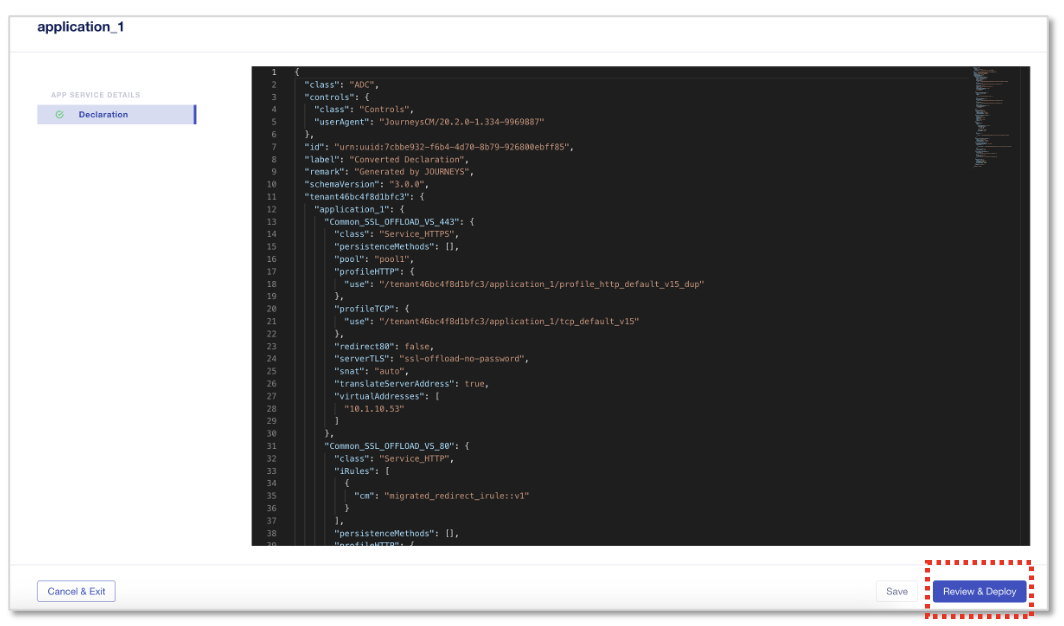 application_1
APP SERVICE DETAILS
Declaration
1 {
2 "class": "ADC",
3 "controls": {
4 "class": "Controls",
5 "userAgent": "JourneysCM/20.2.0-1.334-9969887"
6 },
7 "id": "urn:uuid:7cbbe932-f6b4-4d70-8b79-926800ebff85",
8 "label": "Converted Declaration",
9 "remark": "Generated by JOURNEYS",
10 "schemaVersion": "3.0.0",
11 "tenant46bc4f8d1bfc3": {
12 "application_1": {
13 "Common_SSL_OFFLOAD_VS_443": {
14 "class": "Service_HTTPS",
15 "persistenceMethods": [],
16 "pool": "pool1",
17 "profileHTTP": {
18 "use": "/tenant46bc4f8d1bfc3/application_1/profile_http_default_v15_dup"
19 },
20 "profileTCP": {
21 "use": "/tenant46bc4f8d1bfc3/application_1/tcp_default_v15"
22 },
23 "redirect80": false,
24 "serverTLS": "ssl-offload-no-password",
25 "snat": "auto",
26 "translateServerAddress": true,
27 "virtualAddresses": [
28 "10.1.10.53"
29 ]
30 },
31 "Common_SSL_OFFLOAD_VS_80": {
32 "class": "Service_HTTP",
33 "iRules": [
34 {
35 "cm": "migrated_redirect_irule::v1"
36 }
37 ],
38 "persistenceMethods": [],
39 "profileHTTP": {
Cancel & Exit
Save
Review & Deploy